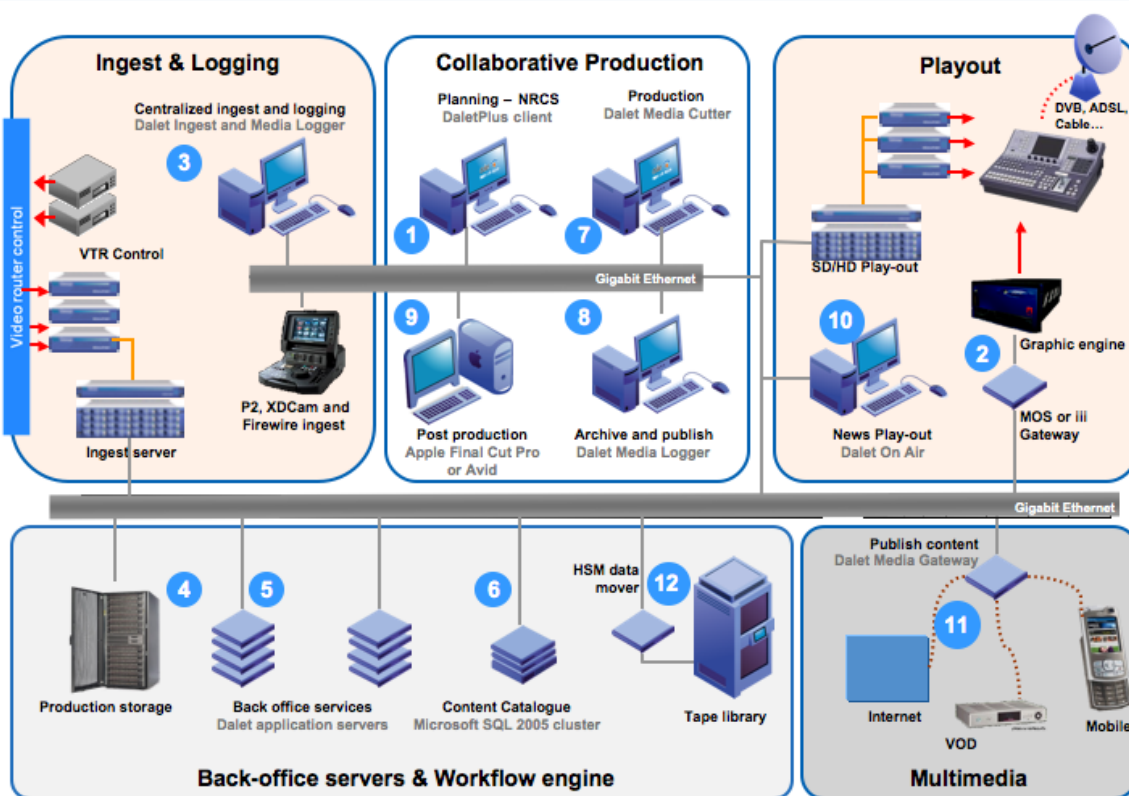 Ingest & Logging
Centralized ingest and logging
Dalet Ingest and Media Logger
3
Video router control
VTR Control
P2, XDCam and
Firewire ingest
Ingest server
Collaborative Production
Planning – NRCS
DaletPlus client
Production
Dalet Media Cutter
1
7
Gigabit Ethernet
9
8
Post production
Apple Final Cut Pro
or Avid
Archive and publish
Dalet Media Logger
Playout
DVB, ADSL,
Cable...
SD/HD Play-out
10
2
Graphic engine
MOS or iii
Gateway
News Play-out
Dalet On Air
Gigabit Ethernet
4
5
6
HSM data
mover
12
Production storage
Back office services
Dalet application servers
Content Catalogue
Microsoft SQL 2005 cluster
Tape library
Back-office servers & Workflow engine
Publish content
Dalet Media Gateway
11
Internet
VOD
Mobile
Multimedia